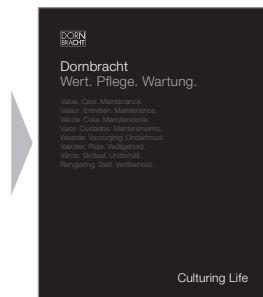 DORN
BRACHT
Dornbracht
Wert. Pflege. Wartung.
Value. Care. Maintenance.
Valeur. Entretien. Maintenance.
Valore. Cura. Manutenzione.
Valor. Cuidados. Mantenimiento.
Waarde. Verzorging. Onderhoud.
Værdier. Pleje. Vedligehold.
Värde. Skötsel. Underhåll.
Rengjøring. Stell. Vedlikehold.
Culturing Life